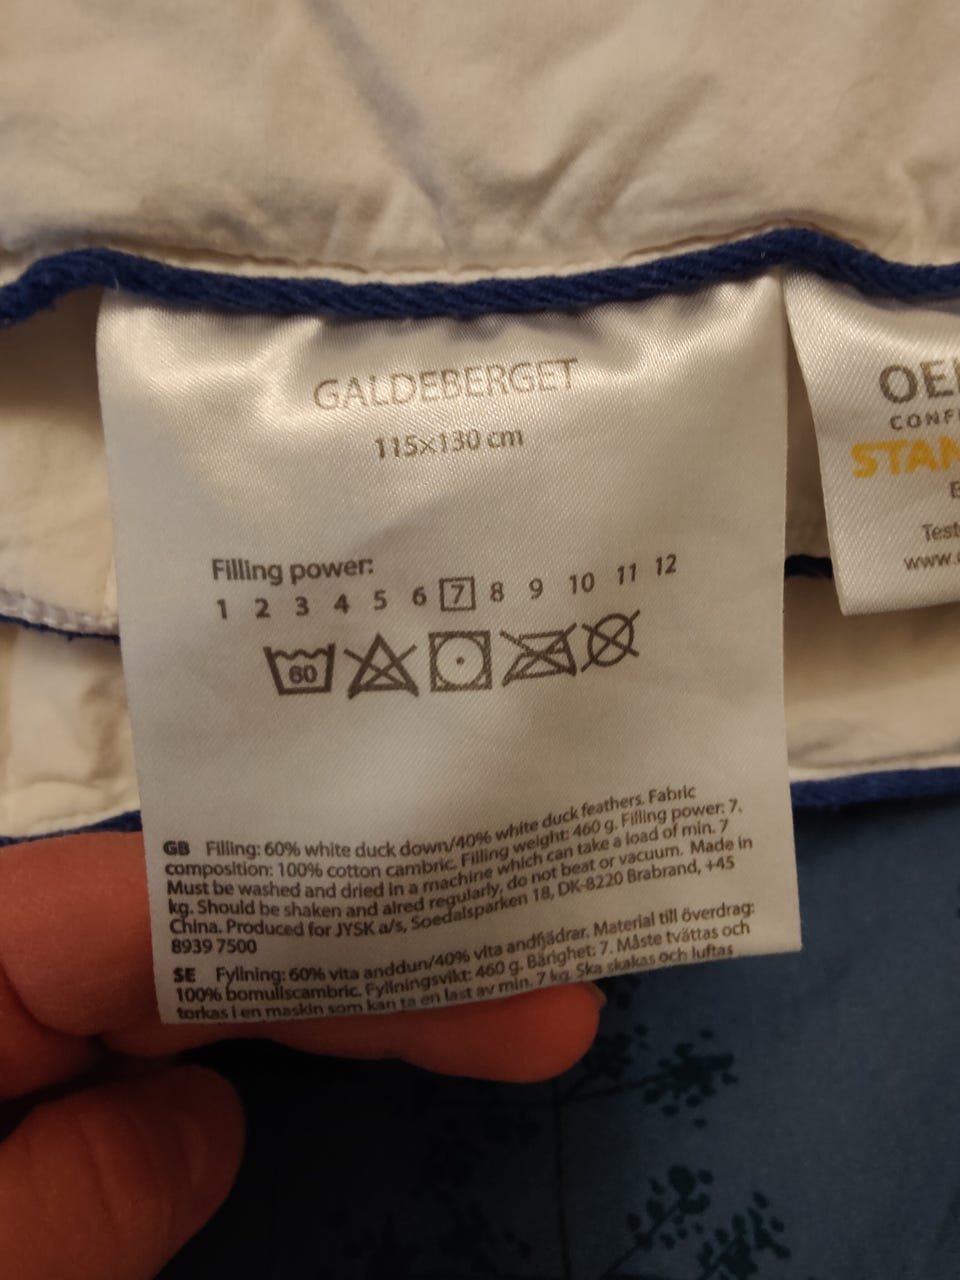 GALDEBERGET
115×130 cm
Filling power:
1 2 3 4 5 6 7 8 9 10 11 12
60
GB Filling: 60% white duck down/40% white duck feathers. Fabric
composition: 100% cotton cambric. Filling weight: 460 g. Filling power: 7.
Must be washed and dried in a machine which can take a load of min. 7
kg. Should be shaken and aired regularly, do not beat or vacuum. Made in
China. Produced for JYSK a/s, Soedalsparken 18, DK-8220 Brabrand, +45
8939 7500
SE Fyllning: 60% vita anddun/40% vita andfjädrar. Material till överdrag:
100% bomullscambric. Fyllningsvikt: 460 g. Bärighet: 7. Måste tvättas och
torkas i en maskin som kan ta en last av min. 7 kg. Ska skakas och luftas
OE
CONF
STAN
Test
www.